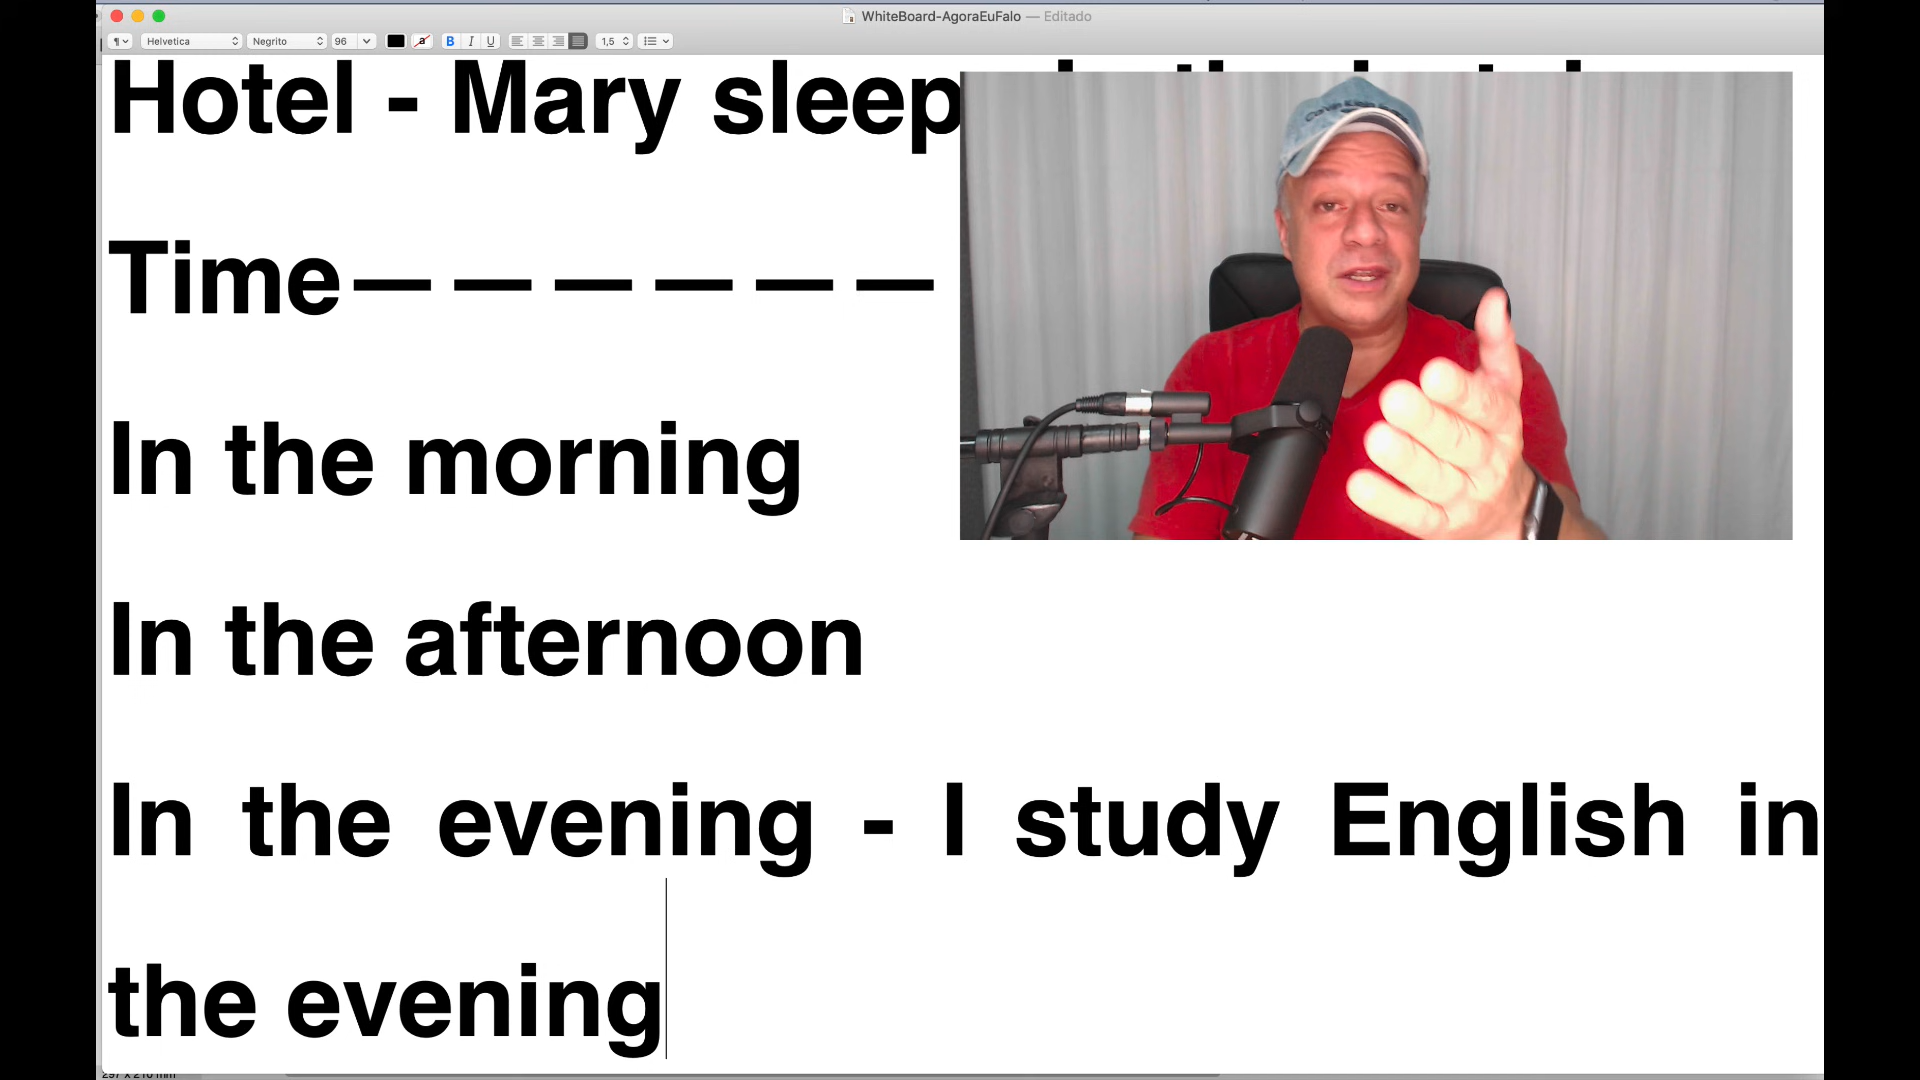 WhiteBoard-AgoraEuFalo — Editado
Helvetica Negrito 96 B I U 1,5
Hotel - Mary sleep
Time — — — — — —
In the morning
In the afternoon
In the evening - I study English in
the evening